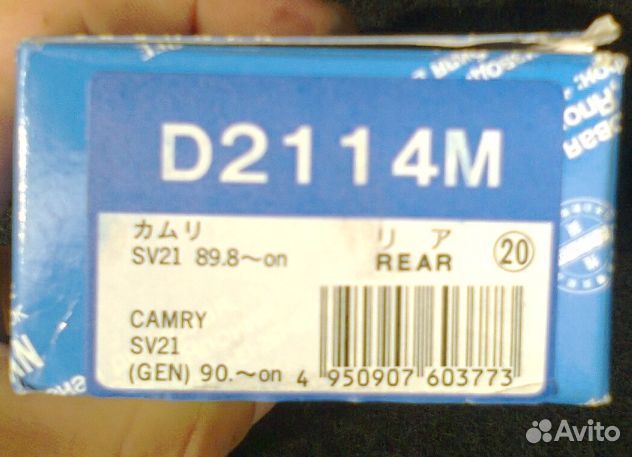 D2114M
カムリ
SV21 89.8〜on
リア
REAR
20
CAMRY
SV21
(GEN) 90.〜on
4 950907 603773
Avito